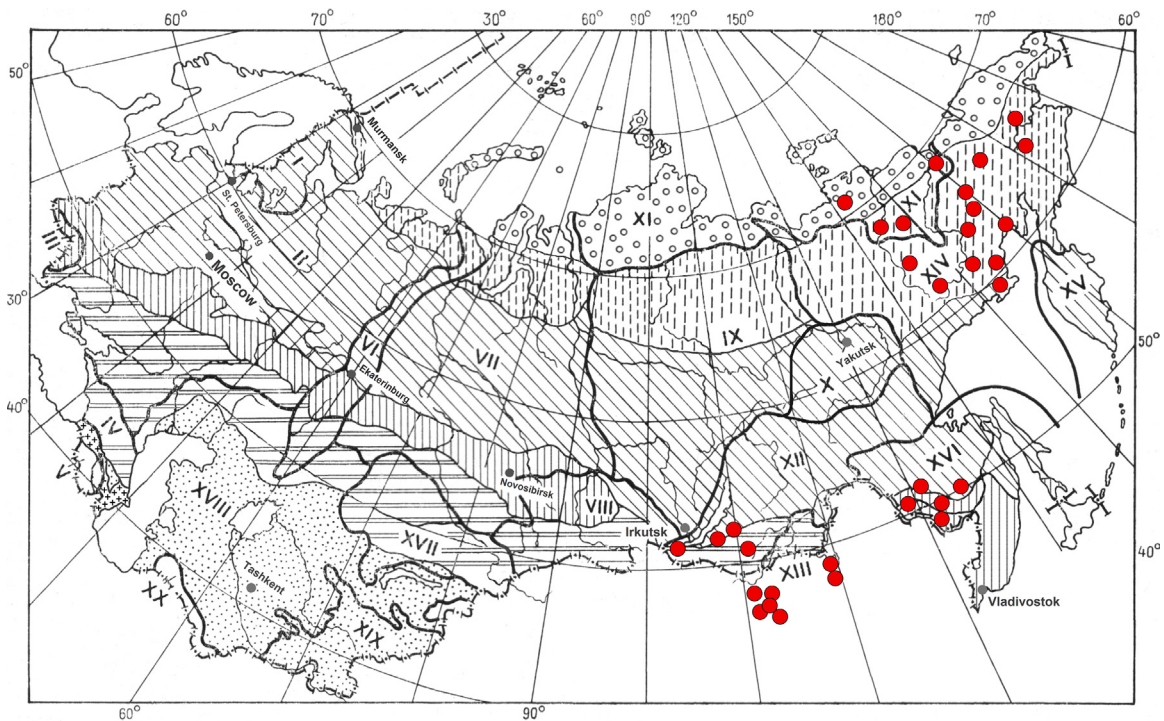 60° 70° 30° 60° 90° 120° 150° 180° 70° 60°
50°
Murmansk
I
St. Petersburg
XI
XI
III
II
Moscow
XIV
XV
30°
VI
VII
IX
Yakutsk
50°
Ekaterinburg
X
40°
IV
V
XII
XVI
Novosibirsk
XVIII
VIII
Irkutsk
XVII
40°
XIII
Tashkent
XX
Vladivostok
XIX
60° 90°